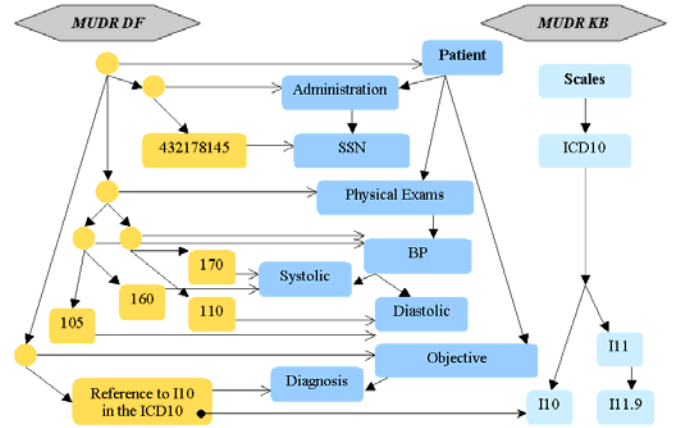 MUDR DF
MUDR KB
Patient
Administration
Scales
432178145
SSN
ICD10
Physical Exams
BP
170
Systolic
160
110
Diastolic
105
I11
Objective
Diagnosis
Reference to I10
in the ICD10
I10
I11.9